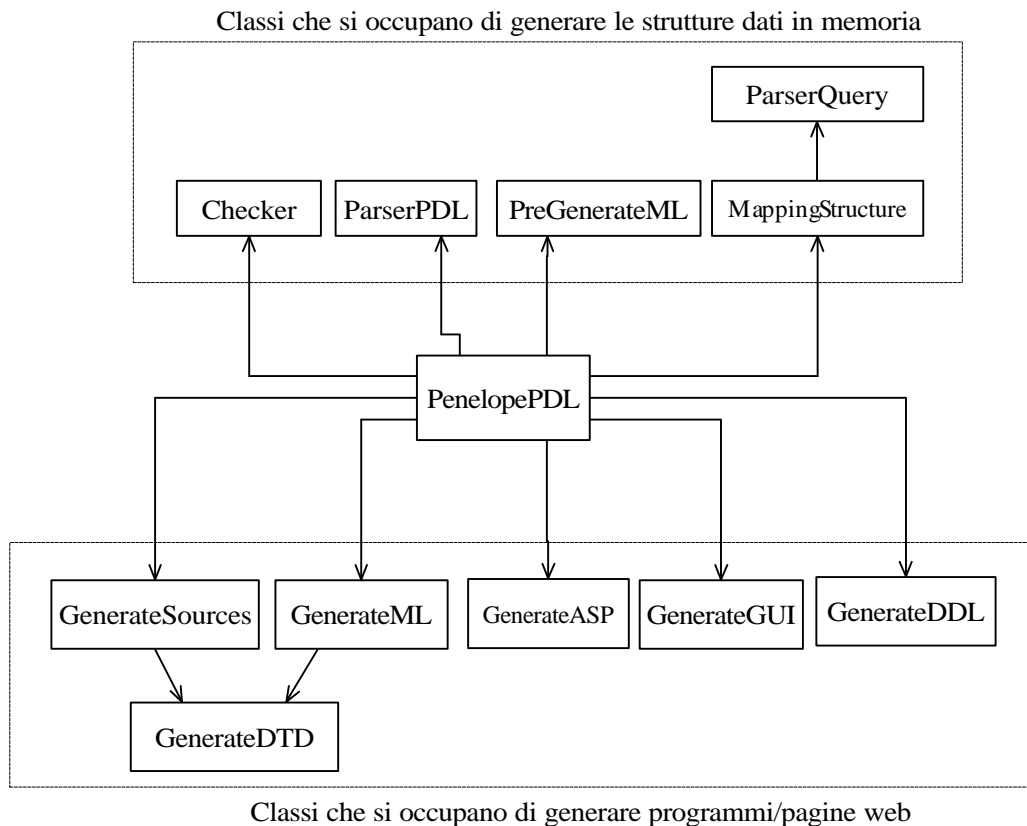 Classi che si occupano di generare le strutture dati in memoria
ParserQuery
Checker
ParserPDL
PreGenerateML
MappingStructure
PenelopePDL
GenerateSources
GenerateML
GenerateASP
GenerateGUI
GenerateDDL
GenerateDTD
Classi che si occupano di generare programmi/pagine web